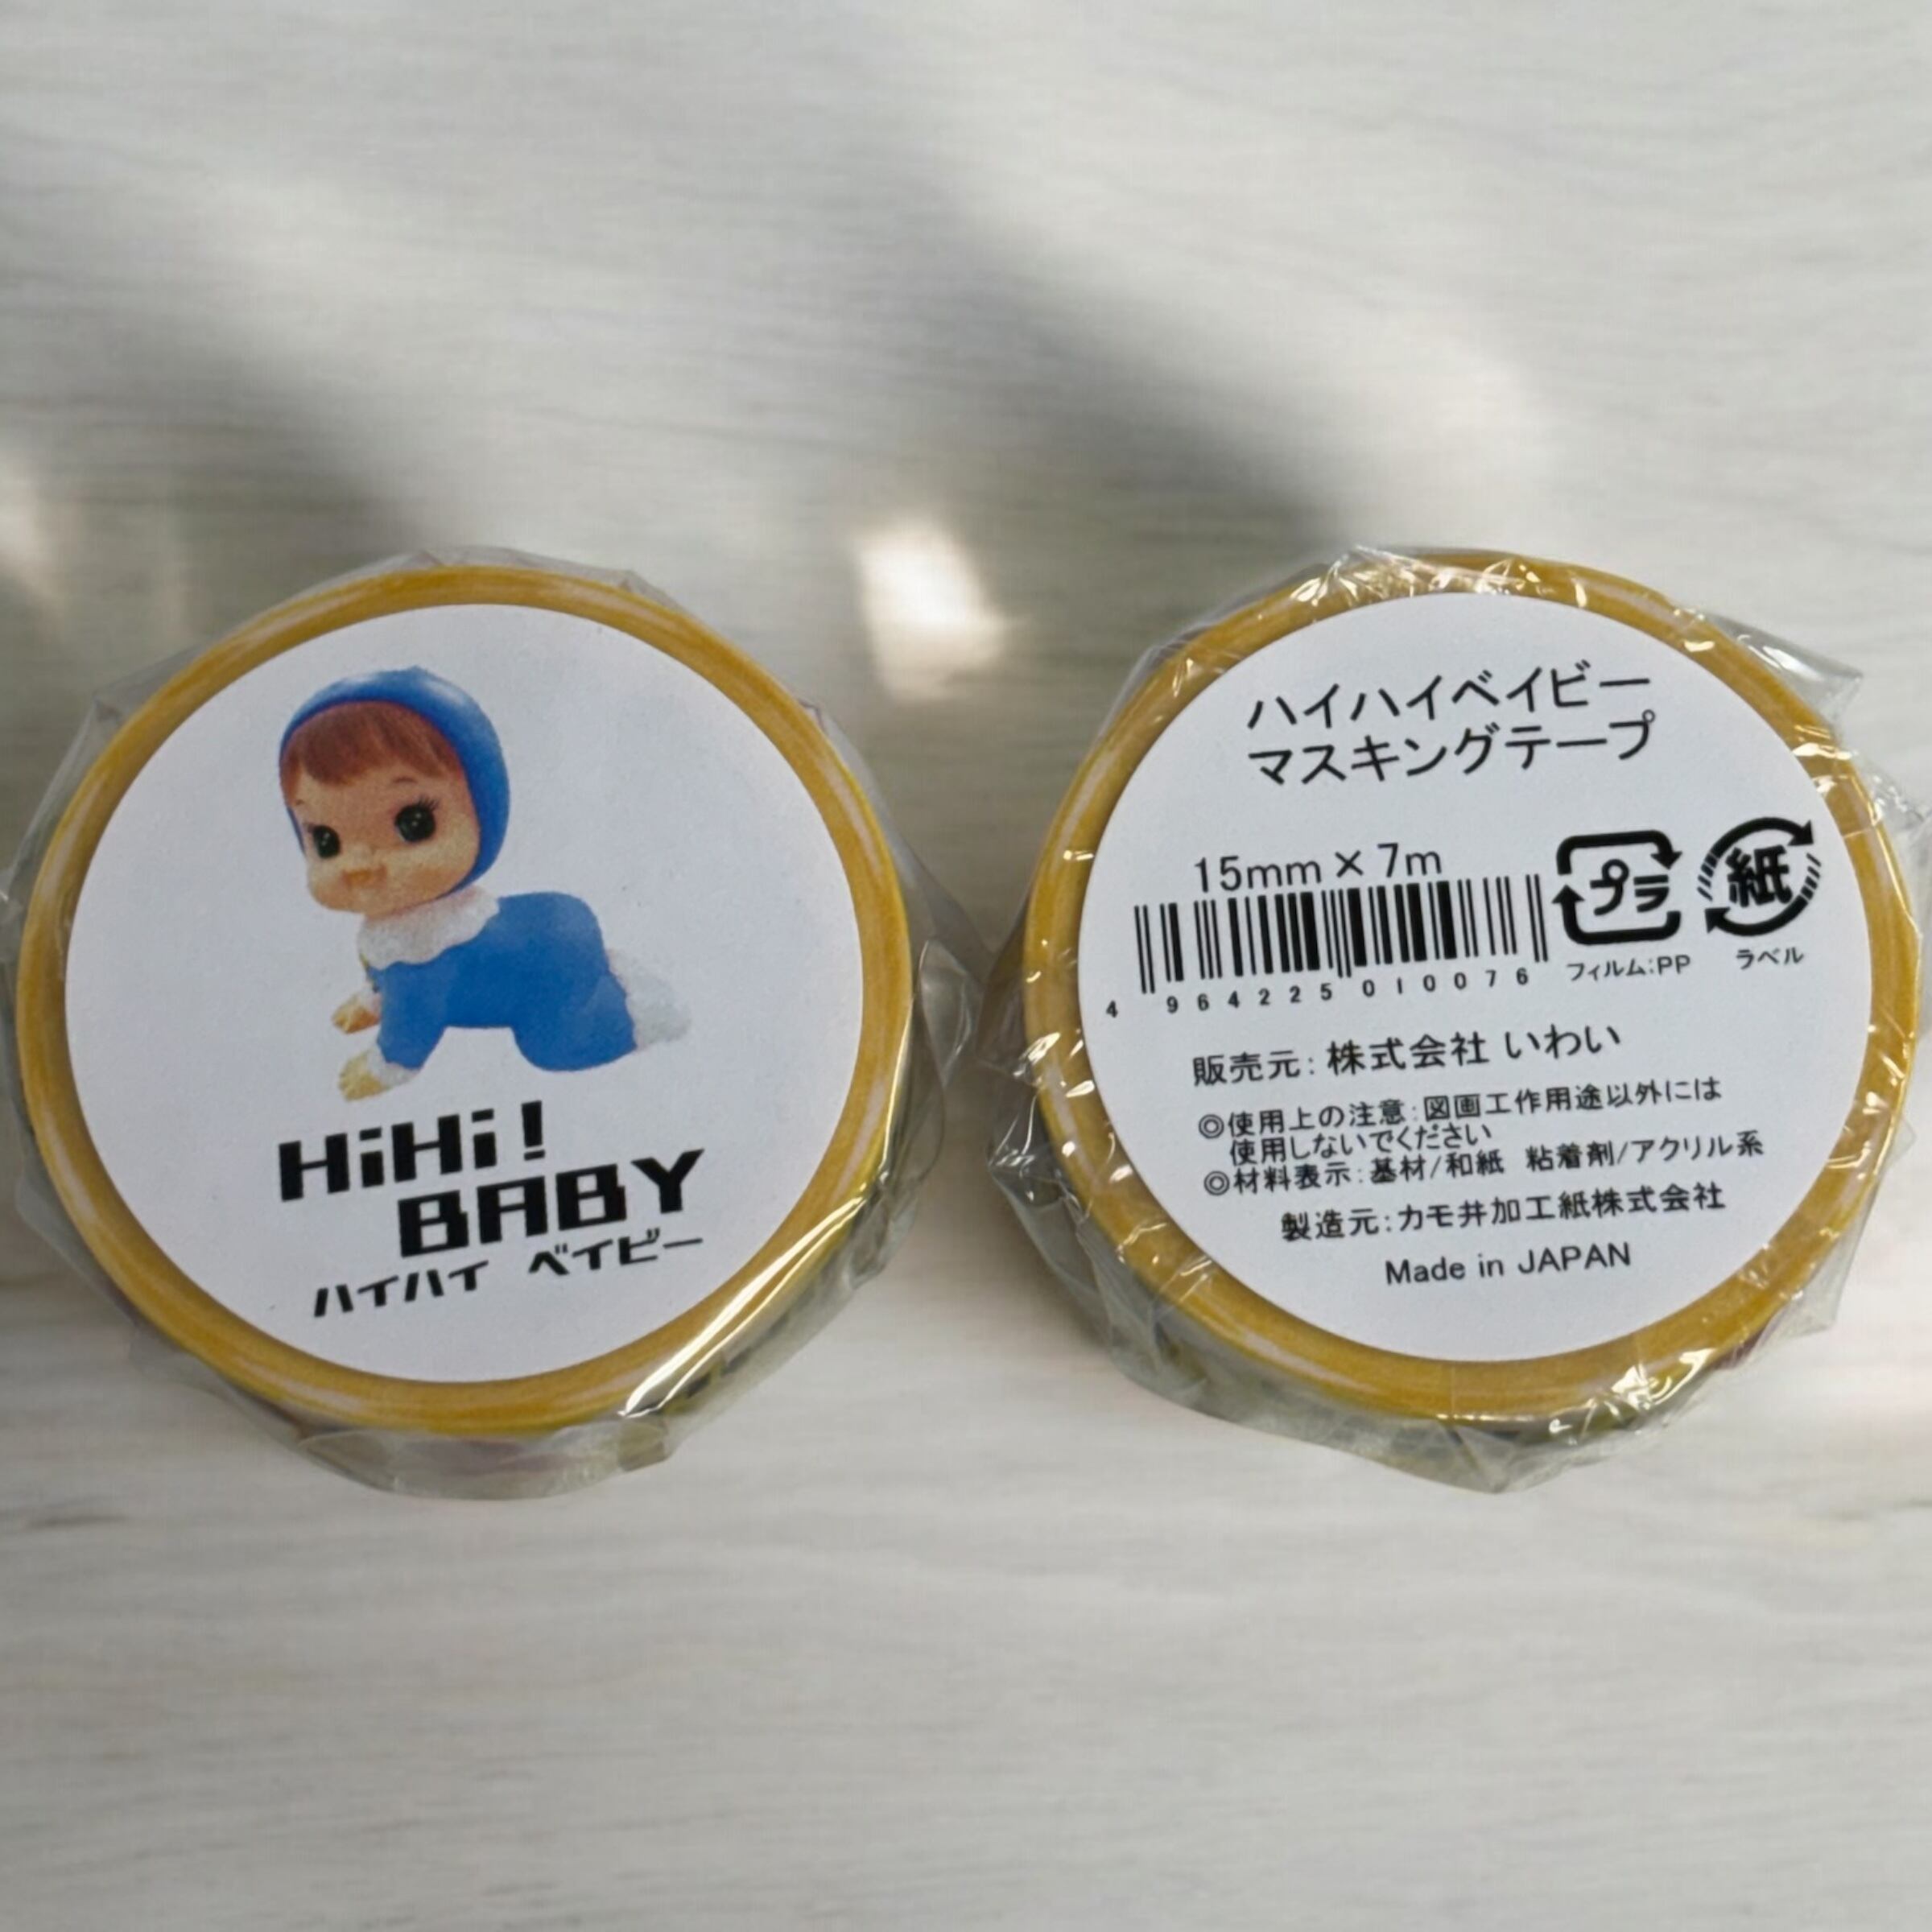 HiHi!
BABY
ハイハイ ベイビー
ハイハイベイビー
マスキングテープ
15mm×7m
プラ
紙
フィルム:PP
ラベル
4 964225 010076
販売元:株式会社 いわい
◎使用上の注意:図画工作用途以外には
使用しないでください
◎材料表示:基材/和紙 粘着剤/アクリル系
製造元:カモ井加工紙株式会社
Made in JAPAN